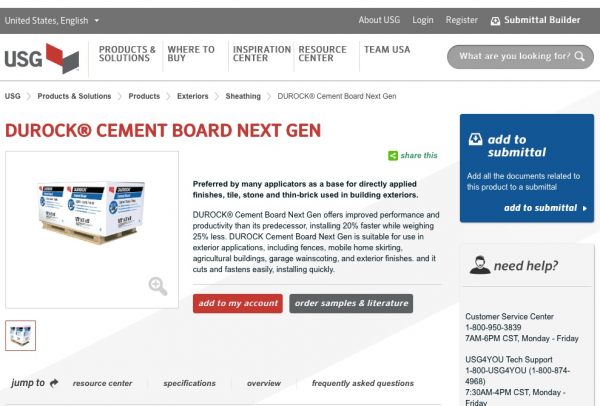 United States, English
About USG Login Register Submittal Builder
USG
PRODUCTS & SOLUTIONS
WHERE TO BUY
INSPIRATION CENTER
RESOURCE CENTER
TEAM USA
What are you looking for?
USG Products & Solutions Products Exteriors Sheathing DUROCK® Cement Board Next Gen
DUROCK® CEMENT BOARD NEXT GEN
share this
Preferred by many applicators as a base for directly applied
finishes, tile, stone and thin-brick used in building exteriors.
DUROCK® Cement Board Next Gen offers improved performance and
productivity than its predecessor, installing 20% faster while weighing
25% less. DUROCK Cement Board Next Gen is suitable for use in
exterior applications, including fences, mobile home skirting,
agricultural buildings, garage wainscoting, and exterior finishes. and it
cuts and fastens easily, installing quickly.
add to my account order samples & literature
jump to resource center specifications overview frequently asked questions
add to
submittal
Add all the documents related to
this product to a submittal
add to submittal
need help?
Customer Service Center
1-800-950-3839
7AM-6PM CST, Monday - Friday
USG4YOU Tech Support
1-800-USG4YOU (1-800-874-
4968)
7:30AM-4PM CST, Monday -
Friday